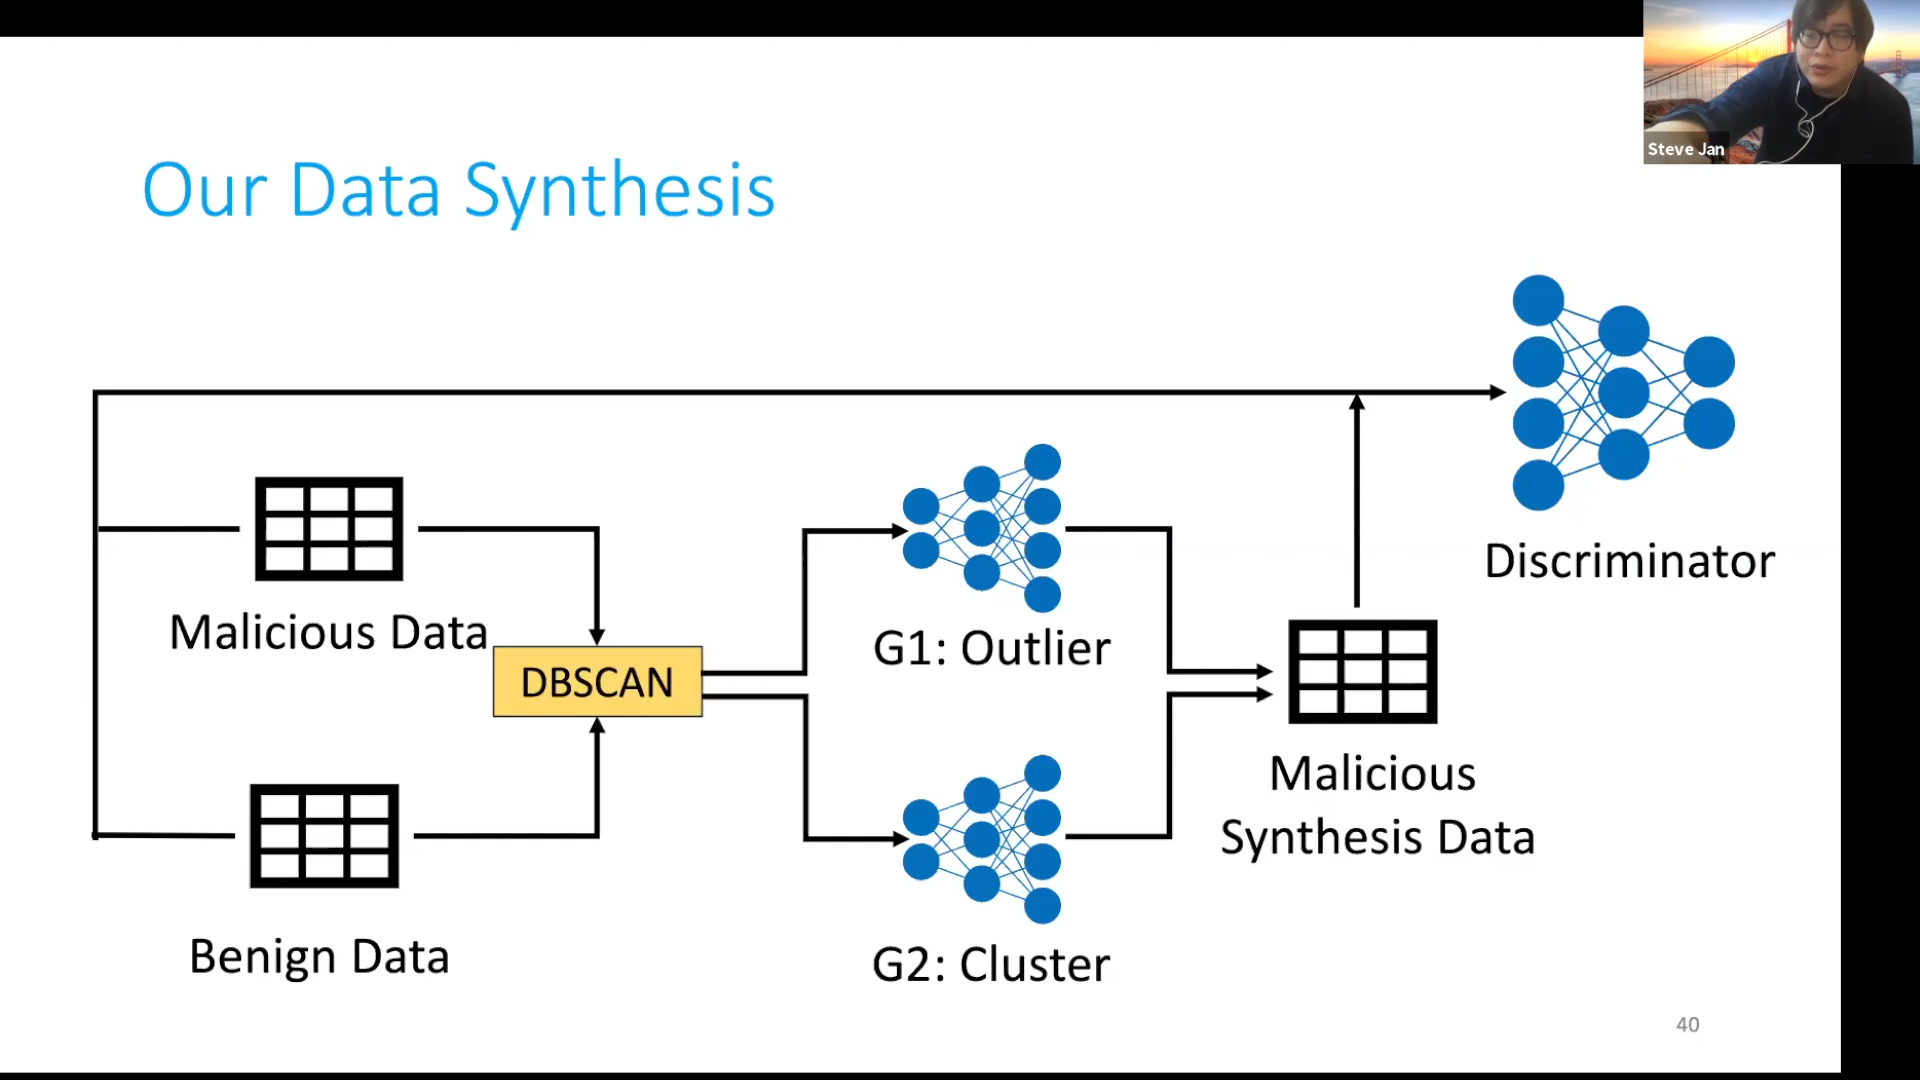 Steve Jan
Our Data Synthesis
Discriminator
Malicious Data
DBSCAN
G1: Outlier
Malicious
Synthesis Data
Benign Data
G2: Cluster
40